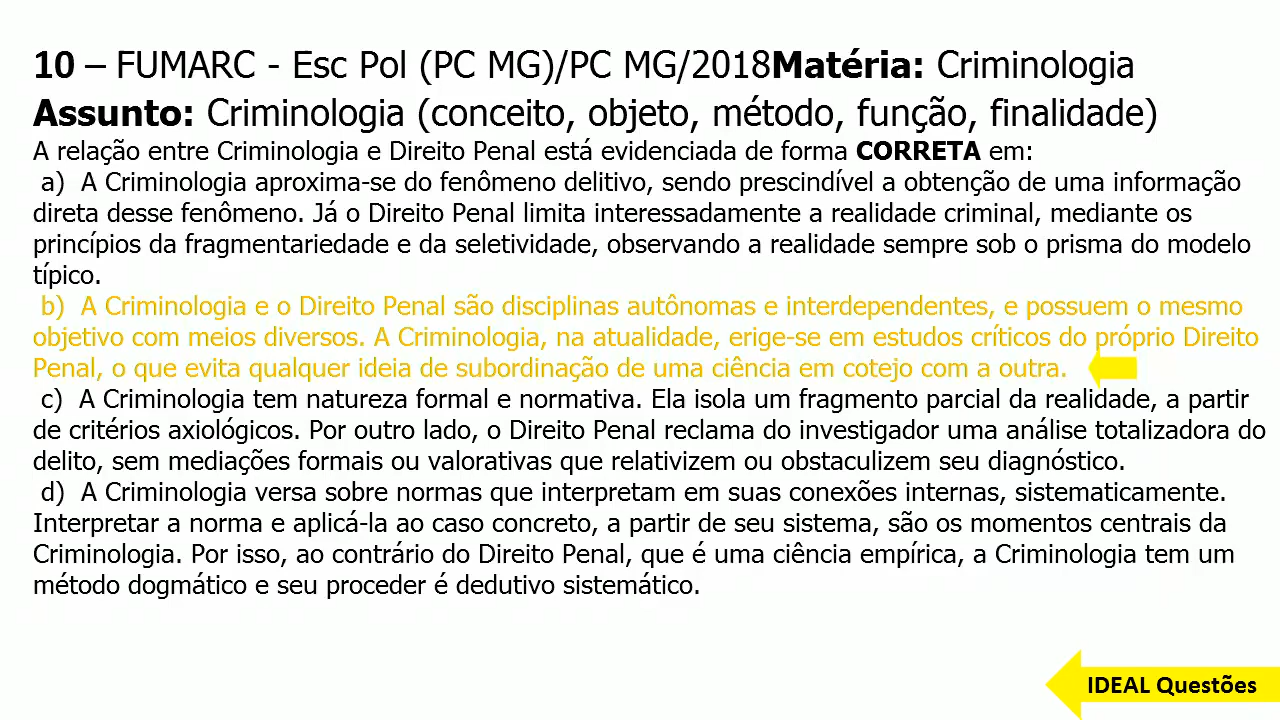 10 – FUMARC - Esc Pol (PC MG)/PC MG/2018Matéria: Criminologia
Assunto: Criminologia (conceito, objeto, método, função, finalidade)
A relação entre Criminologia e Direito Penal está evidenciada de forma CORRETA em:
a) A Criminologia aproxima-se do fenômeno delitivo, sendo prescindível a obtenção de uma informação
direta desse fenômeno. Já o Direito Penal limita interessadamente a realidade criminal, mediante os
princípios da fragmentariedade e da seletividade, observando a realidade sempre sob o prisma do modelo
típico.
b) A Criminologia e o Direito Penal são disciplinas autônomas e interdependentes, e possuem o mesmo
objetivo com meios diversos. A Criminologia, na atualidade, erige-se em estudos críticos do próprio Direito
Penal, o que evita qualquer ideia de subordinação de uma ciência em cotejo com a outra.
c) A Criminologia tem natureza formal e normativa. Ela isola um fragmento parcial da realidade, a partir
de critérios axiológicos. Por outro lado, o Direito Penal reclama do investigador uma análise totalizadora do
delito, sem mediações formais ou valorativas que relativizem ou obstaculizem seu diagnóstico.
d) A Criminologia versa sobre normas que interpretam em suas conexões internas, sistematicamente.
Interpretar a norma e aplicá-la ao caso concreto, a partir de seu sistema, são os momentos centrais da
Criminologia. Por isso, ao contrário do Direito Penal, que é uma ciência empírica, a Criminologia tem um
método dogmático e seu proceder é dedutivo sistemático.
IDEAL Questões